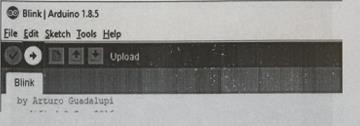 Blink | Arduino 1.8.5
File Edit Sketch Tools Help
Upload
Blink
by Arturo Guadalupi